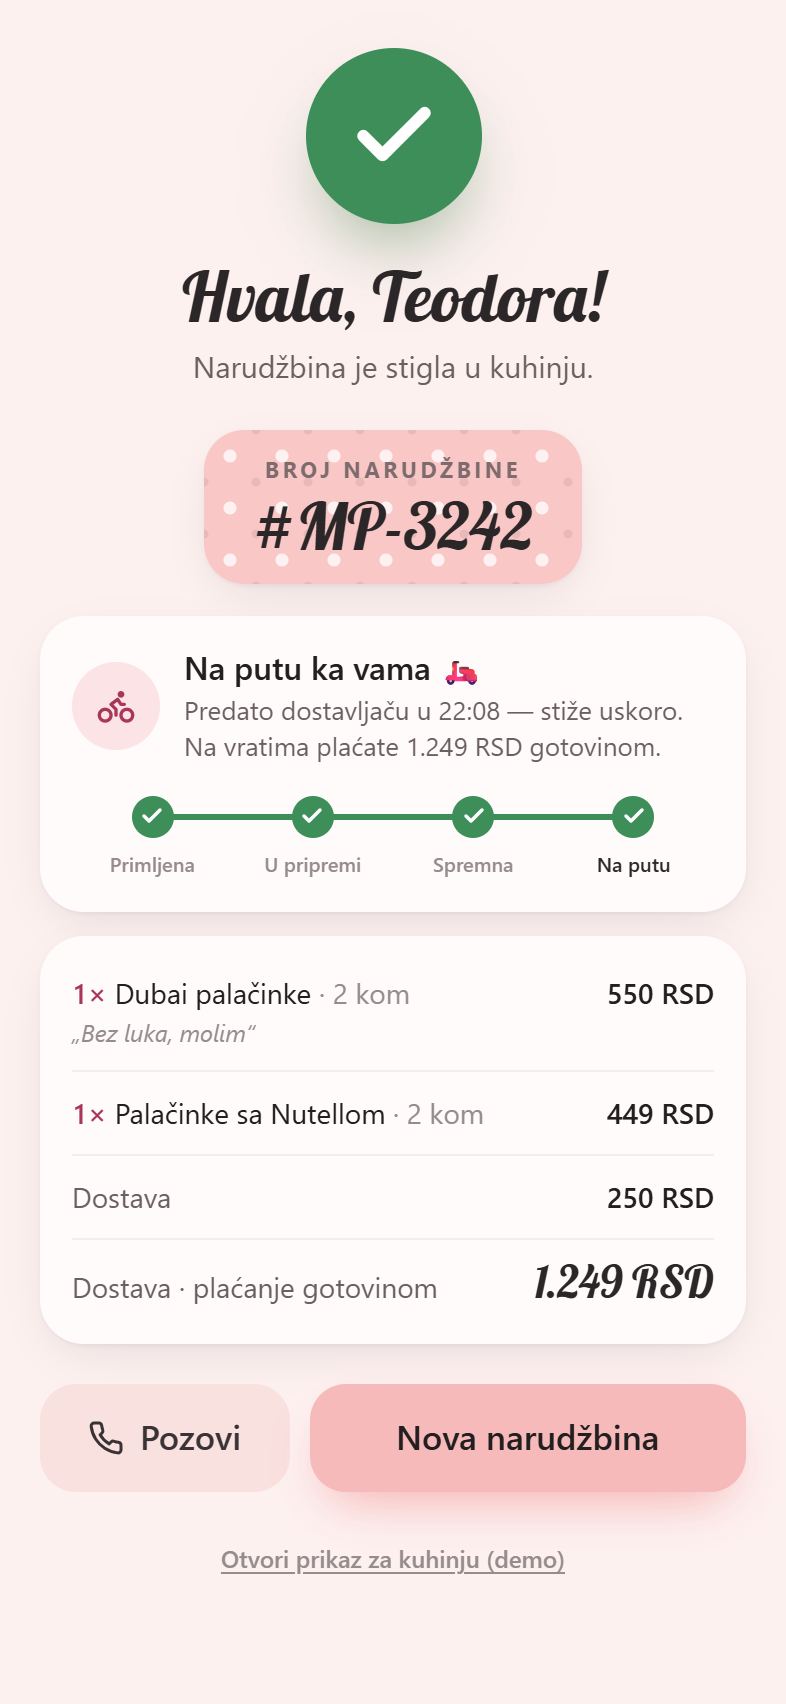 Hvala, Teodora!
Narudžbina je stigla u kuhinju.
BROJ NARUDŽBINE
#MP-3242
Na putu ka vama 🛵
Predato dostavljaču u 22:08 — stiže uskoro.
Na vratima plaćate 1.249 RSD gotovinom.
Primljena U pripremi Spremna Na putu
1× Dubai palačinke · 2 kom 550 RSD
„Bez luka, molim“
1× Palačinke sa Nutellom · 2 kom 449 RSD
Dostava 250 RSD
Dostava · plaćanje gotovinom 1.249 RSD
Pozovi Nova narudžbina
Otvori prikaz za kuhinju (demo)